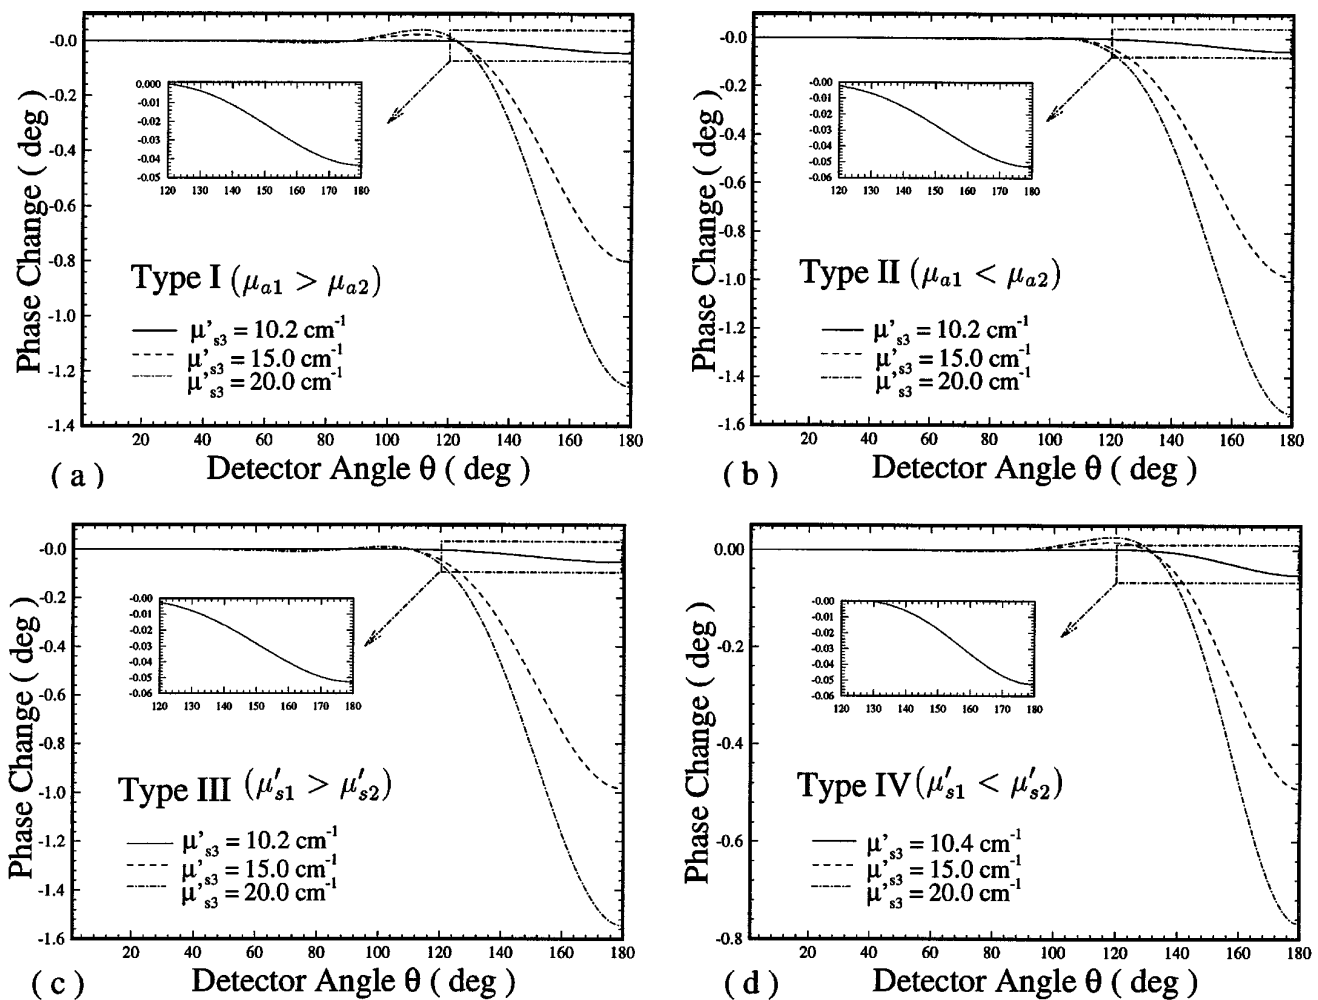 Phase Change ( deg )
-0.0
-0.2
-0.4
-0.6
-0.8
-1.0
-1.2
-1.4
0.000
-0.01
-0.02
-0.03
-0.04
-0.05
120 130 140 150 160 170 180
Type I (μa1 > μa2)
μ's3 = 10.2 cm-1
μ's3 = 15.0 cm-1
μ's3 = 20.0 cm-1
20 40 60 80 100 120 140 160 180
( a ) Detector Angle θ ( deg )
Phase Change ( deg )
-0.0
-0.2
-0.4
-0.6
-0.8
-1.0
-1.2
-1.4
-1.6
-0.00
-0.01
-0.02
-0.03
-0.04
-0.05
-0.06
120 130 140 150 160 170 180
Type II (μa1 < μa2)
μ's3 = 10.2 cm-1
μ's3 = 15.0 cm-1
μ's3 = 20.0 cm-1
20 40 60 80 100 120 140 160 180
( b ) Detector Angle θ ( deg )
Phase Change ( deg )
-0.0
-0.2
-0.4
-0.6
-0.8
-1.0
-1.2
-1.4
-1.6
-0.00
-0.01
-0.02
-0.03
-0.04
-0.05
-0.06
120 130 140 150 160 170 180
Type III (μ's1 > μ's2)
μ's3 = 10.2 cm-1
μ's3 = 15.0 cm-1
μ's3 = 20.0 cm-1
20 40 60 80 100 120 140 160 180
( c ) Detector Angle θ ( deg )
Phase Change ( deg )
0.00
-0.2
-0.4
-0.6
-0.8
-0.00
-0.01
-0.02
-0.03
-0.04
-0.05
-0.06
120 130 140 150 160 170 180
Type IV (μ's1 < μ's2)
μ's3 = 10.4 cm-1
μ's3 = 15.0 cm-1
μ's3 = 20.0 cm-1
20 40 60 80 100 120 140 160 180
( d ) Detector Angle θ ( deg )